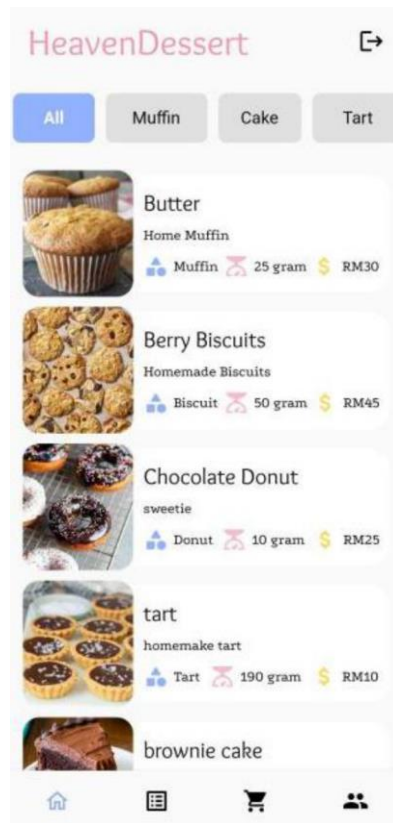 HeavenDessert
All Muffin Cake Tart
Butter
Home Muffin
Muffin 25 gram $ RM30
Berry Biscuits
Homemade Biscuits
Biscuit 50 gram $ RM45
Chocolate Donut
sweetie
Donut 10 gram $ RM25
tart
homemake tart
Tart 190 gram $ RM10
brownie cake